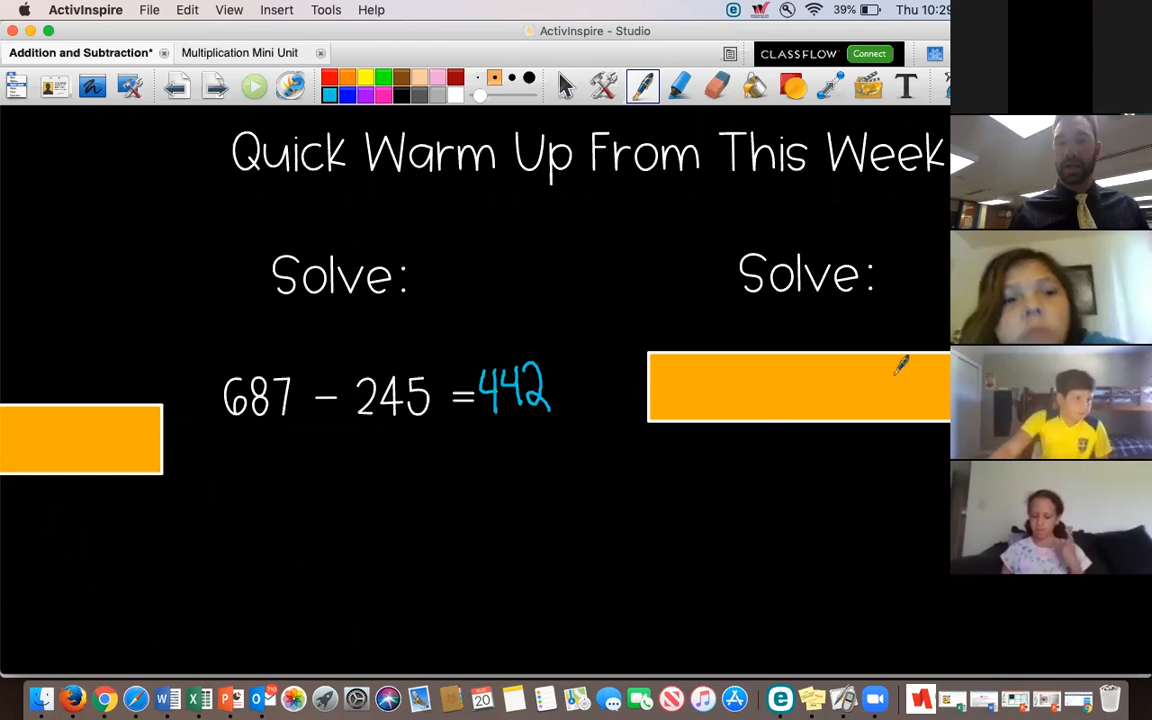 ActivInspire File Edit View Insert Tools Help 39% Thu 10:29
ActivInspire - Studio
Addition and Subtraction* Multiplication Mini Unit CLASSFLOW Connect
Quick Warm Up From This Week
Solve: Solve:
687 - 245 =442